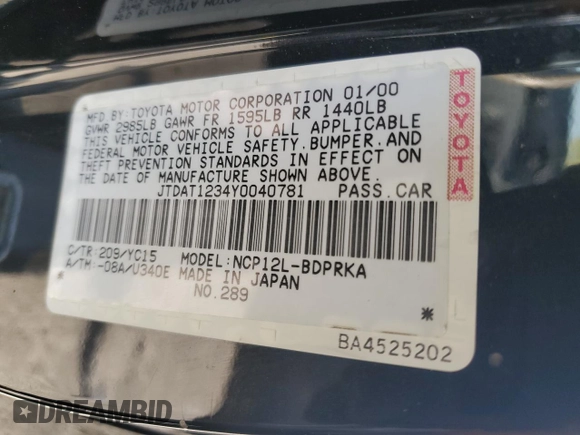 MFD.BY:TOYOTA MOTOR CORPORATION 01/00
GVWR 2985LB GAWR FR 1595LB RR 1440LB
THIS VEHICLE CONFORMS TO ALL APPLICABLE
FEDERAL MOTOR VEHICLE SAFETY,BUMPER,AND
THEFT PREVENTION STANDARDS IN EFFECT ON
THE DATE OF MANUFACTURE SHOWN ABOVE.
JTDAT1234Y0040781 PASS.CAR
C/TR:209/YC15 MODEL:NCP12L-BDPRKA
A/TM:-08A/U340E MADE IN JAPAN
NO.289
*
BA4525202
TOYOTA
DREAMBID